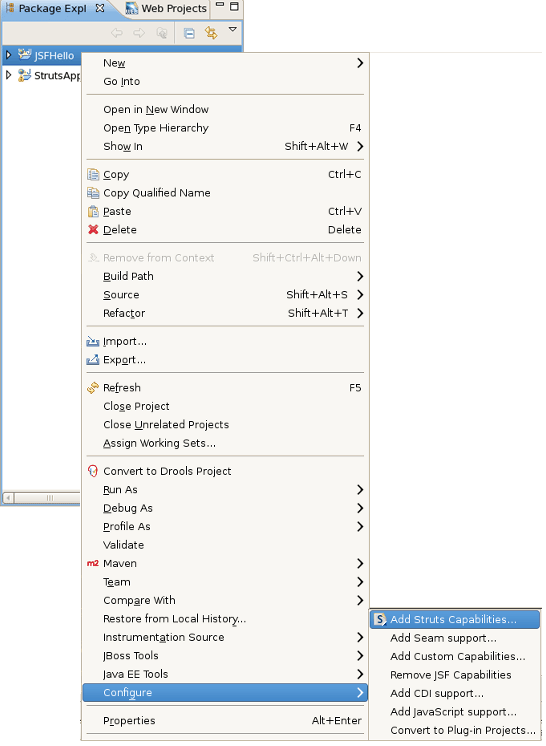 Package Expl
Web Projects
JSFHello
StrutsApp
New
Go Into
Open in New Window
Open Type Hierarchy F4
Show In Shift+Alt+W
Copy Ctrl+C
Copy Qualified Name
Paste Ctrl+V
Delete Delete
Remove from Context Shift+Ctrl+Alt+Down
Build Path
Source Shift+Alt+S
Refactor Shift+Alt+T
Import...
Export...
Refresh F5
Close Project
Close Unrelated Projects
Assign Working Sets...
Convert to Drools Project
Run As
Debug As
Profile As
Validate
m2 Maven
Team
Compare With
Restore from Local History...
Instrumentation Source
JBoss Tools
Java EE Tools
Configure
Properties Alt+Enter
Add Struts Capabilities...
Add Seam support...
Add Custom Capabilities...
Remove JSF Capabilities
Add CDI support...
Add JavaScript support...
Convert to Plug-in Projects...